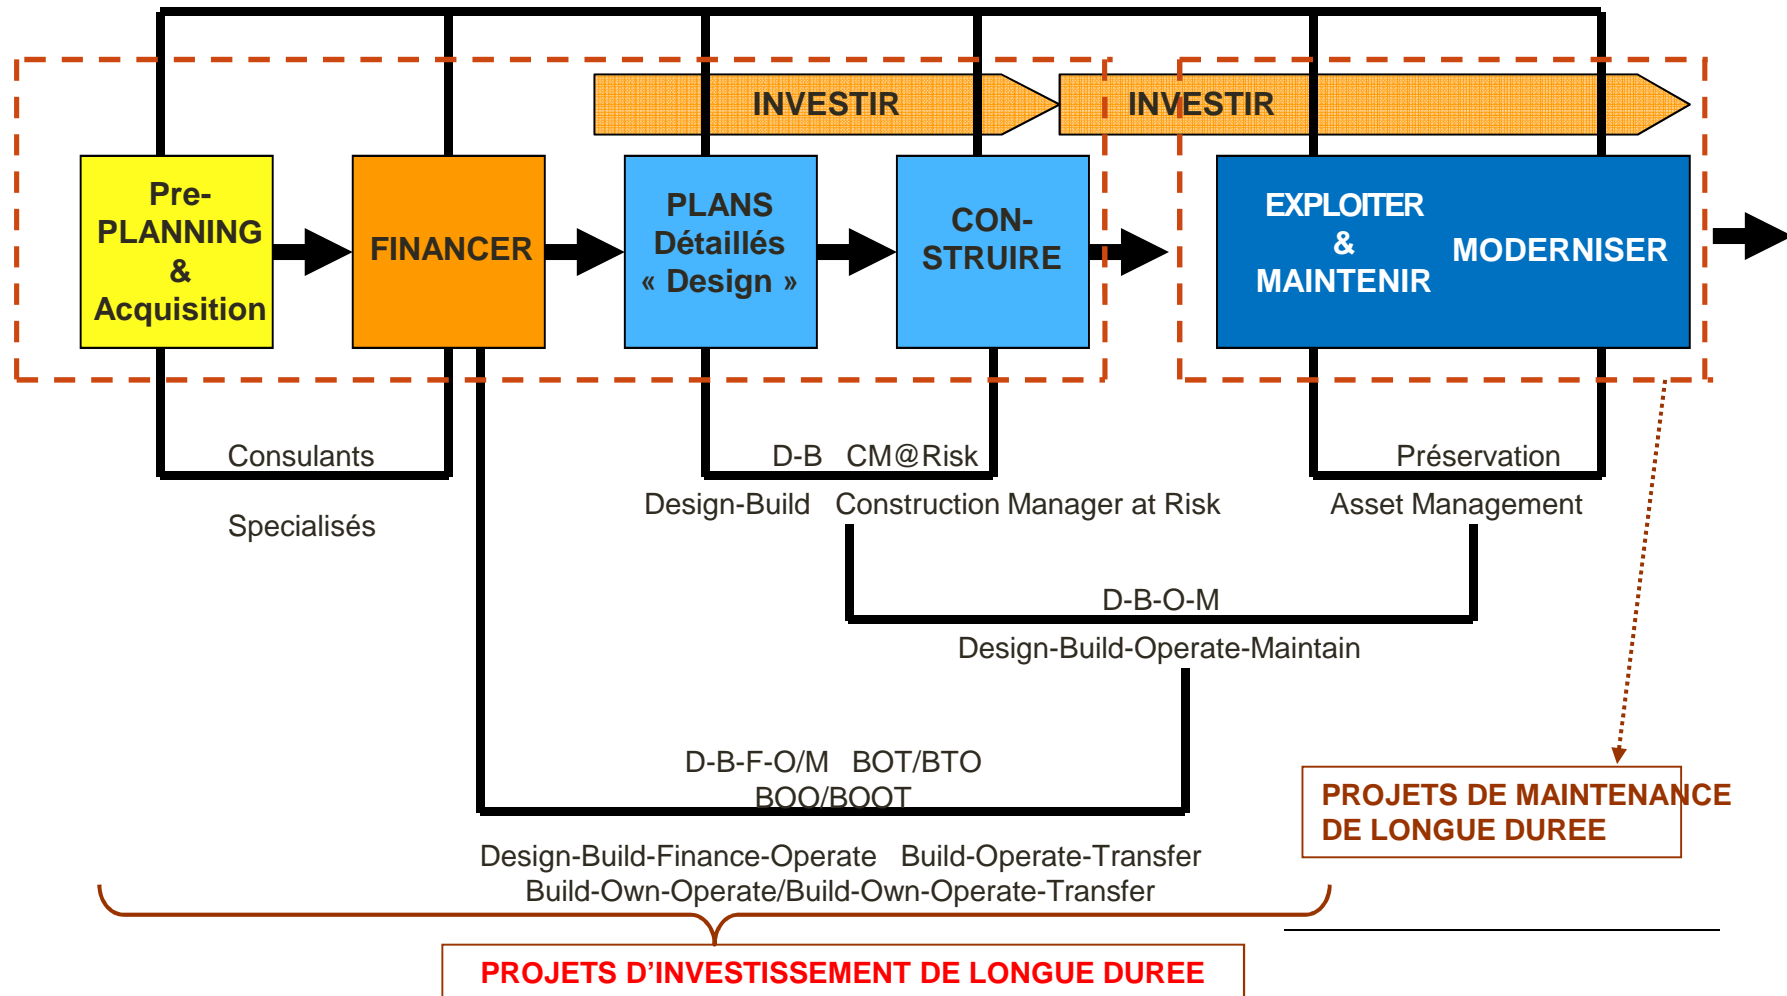 INVESTIR
INVESTIR
Pre-
PLANNING
&
Acquisition
FINANCER
PLANS
Détaillés
« Design »
CON-
STRUIRE
EXPLOITER
&
MAINTENIR
MODERNISER
Consulants
Specialisés
D-B CM@Risk
Design-Build Construction Manager at Risk
Préservation
Asset Management
D-B-O-M
Design-Build-Operate-Maintain
D-B-F-O/M BOT/BTO
BOO/BOOT
Design-Build-Finance-Operate Build-Operate-Transfer
Build-Own-Operate/Build-Own-Operate-Transfer
PROJETS DE MAINTENANCE
DE LONGUE DUREE
PROJETS D’INVESTISSEMENT DE LONGUE DUREE